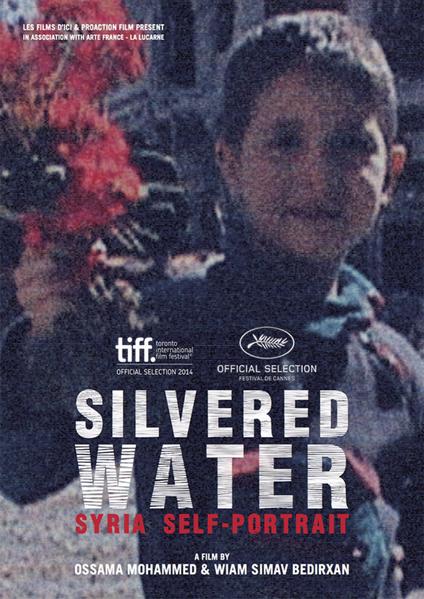 LES FILMS D'ICI & PROACTION FILM PRESENT
IN ASSOCIATION WITH ARTE FRANCE - LA LUCARNE
tiff. toronto international film festival®
OFFICIAL SELECTION 2014
OFFICIAL SELECTION
FESTIVAL DE CANNES
SILVERED
WATER
SYRIA SELF-PORTRAIT
A FILM BY
OSSAMA MOHAMMED & WIAM SIMAV BEDIRXAN